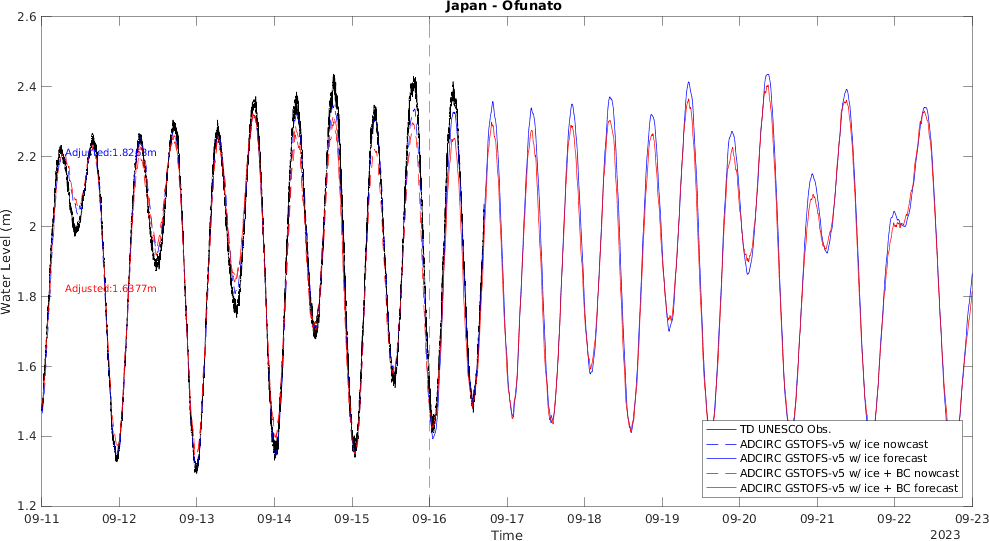 Japan - Ofunato
2.6
2.4
2.2
2
1.8
1.6
1.4
1.2
Water Level (m)
Adjusted:1.6377m
TD UNESCO Obs.
ADCIRC GSTOFS-v5 w/ ice nowcast
ADCIRC GSTOFS-v5 w/ ice forecast
ADCIRC GSTOFS-v5 w/ ice + BC nowcast
ADCIRC GSTOFS-v5 w/ ice + BC forecast
09-11 09-12 09-13 09-14 09-15 09-16 09-17 09-18 09-19 09-20 09-21 09-22 09-23
Time
2023